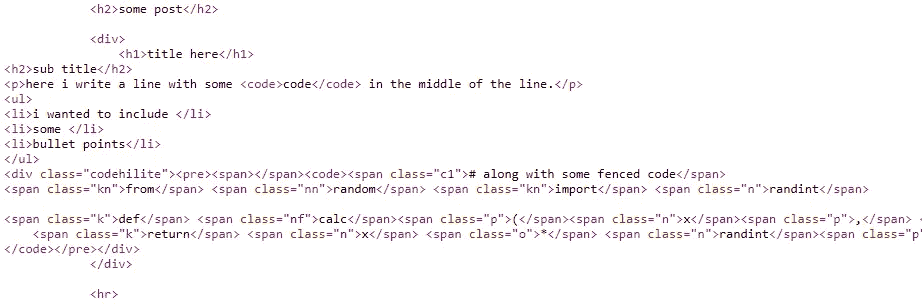 <h2>some post</h2>
<div>
<h1>title here</h1>
<h2>sub title</h2>
<p>here i write a line with some <code>code</code> in the middle of the line.</p>
<ul>
<li>i wanted to include </li>
<li>some </li>
<li>bullet points</li>
</ul>
<div class="codehilite"><pre><span></span><code><span class="c1"># along with some fenced code</span>
<span class="kn">from</span> <span class="nn">random</span> <span class="kn">import</span> <span class="n">randint</span>
<span class="k">def</span> <span class="nf">calc</span><span class="p">(</span><span class="n">x</span><span class="p">,</span> <
<span class="k">return</span> <span class="n">x</span> <span class="o">*</span> <span class="n">randint</span><span class="p"
</code></pre></div>
</div>
<hr>